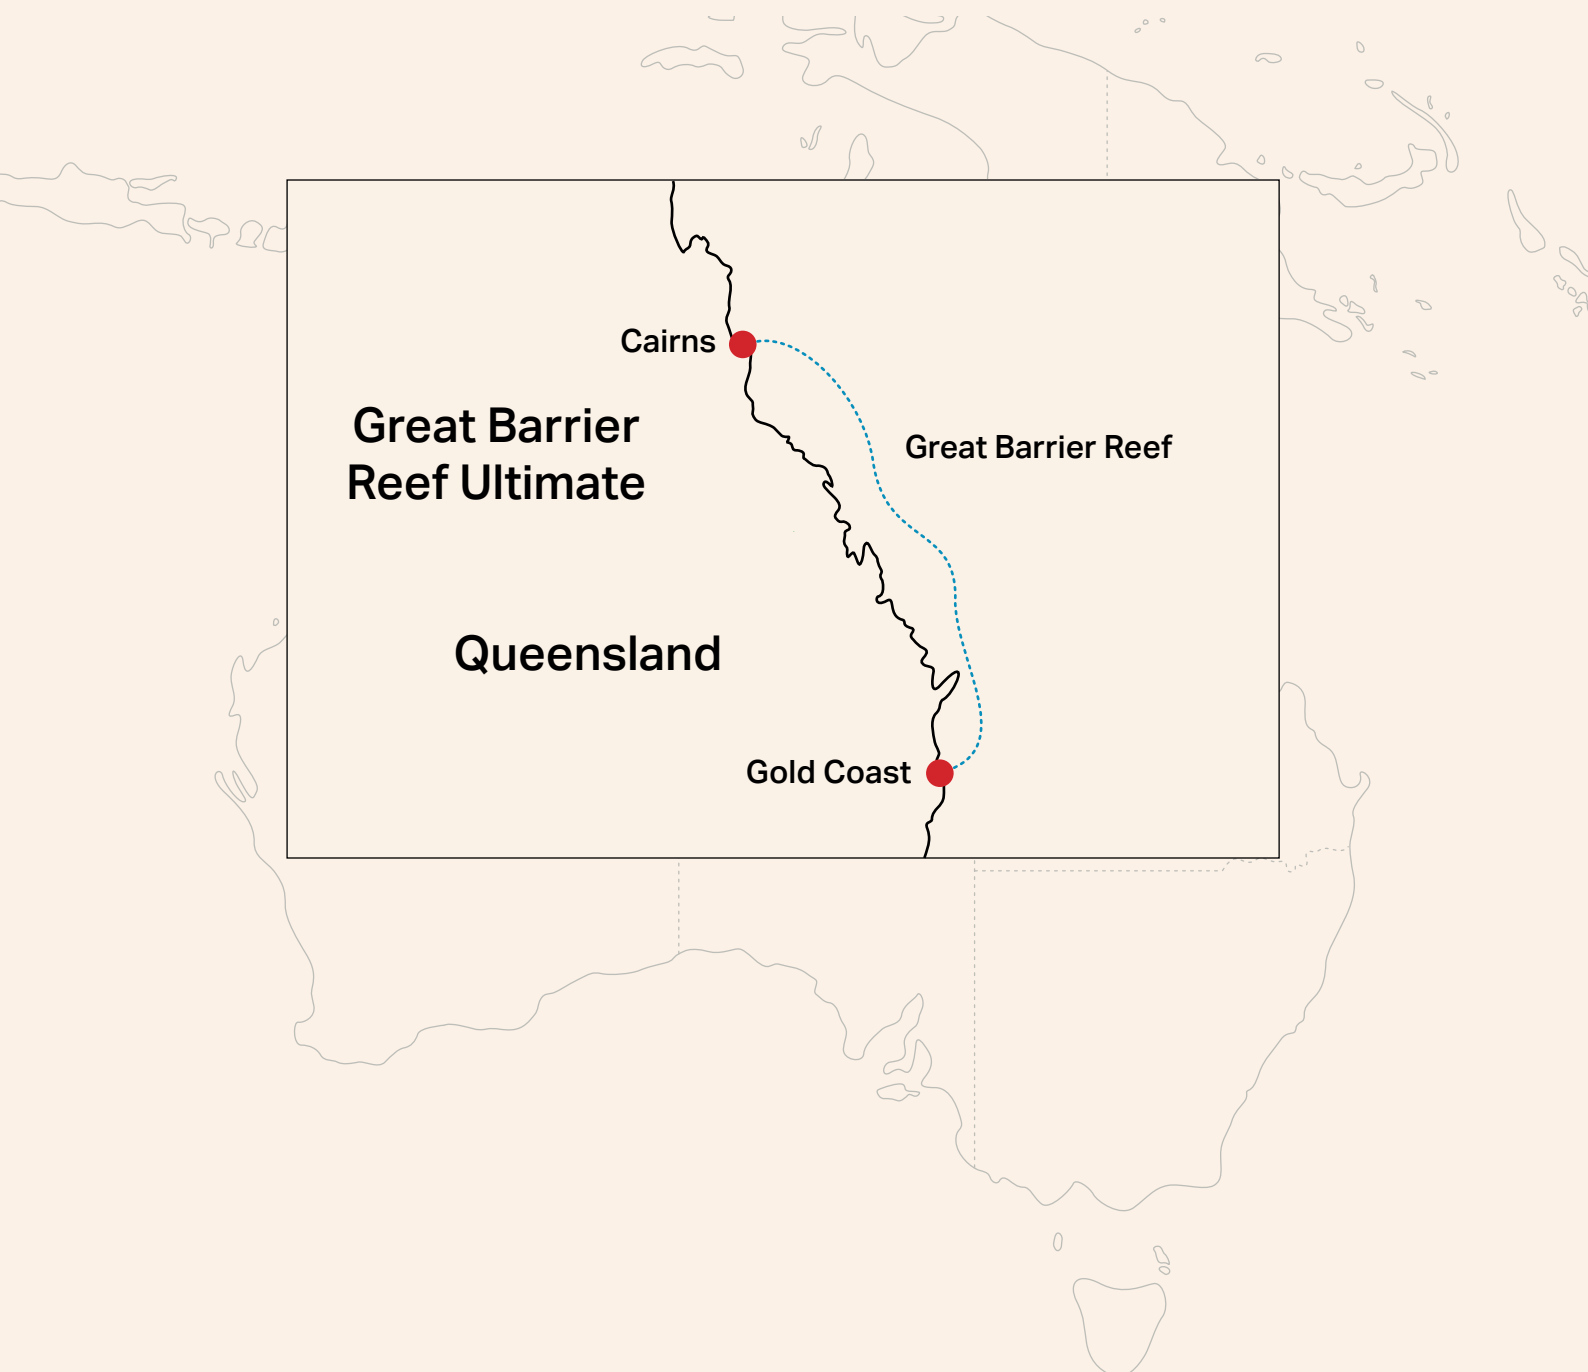 Cairns
Great Barrier
Reef Ultimate
Great Barrier Reef
Queensland
Gold Coast